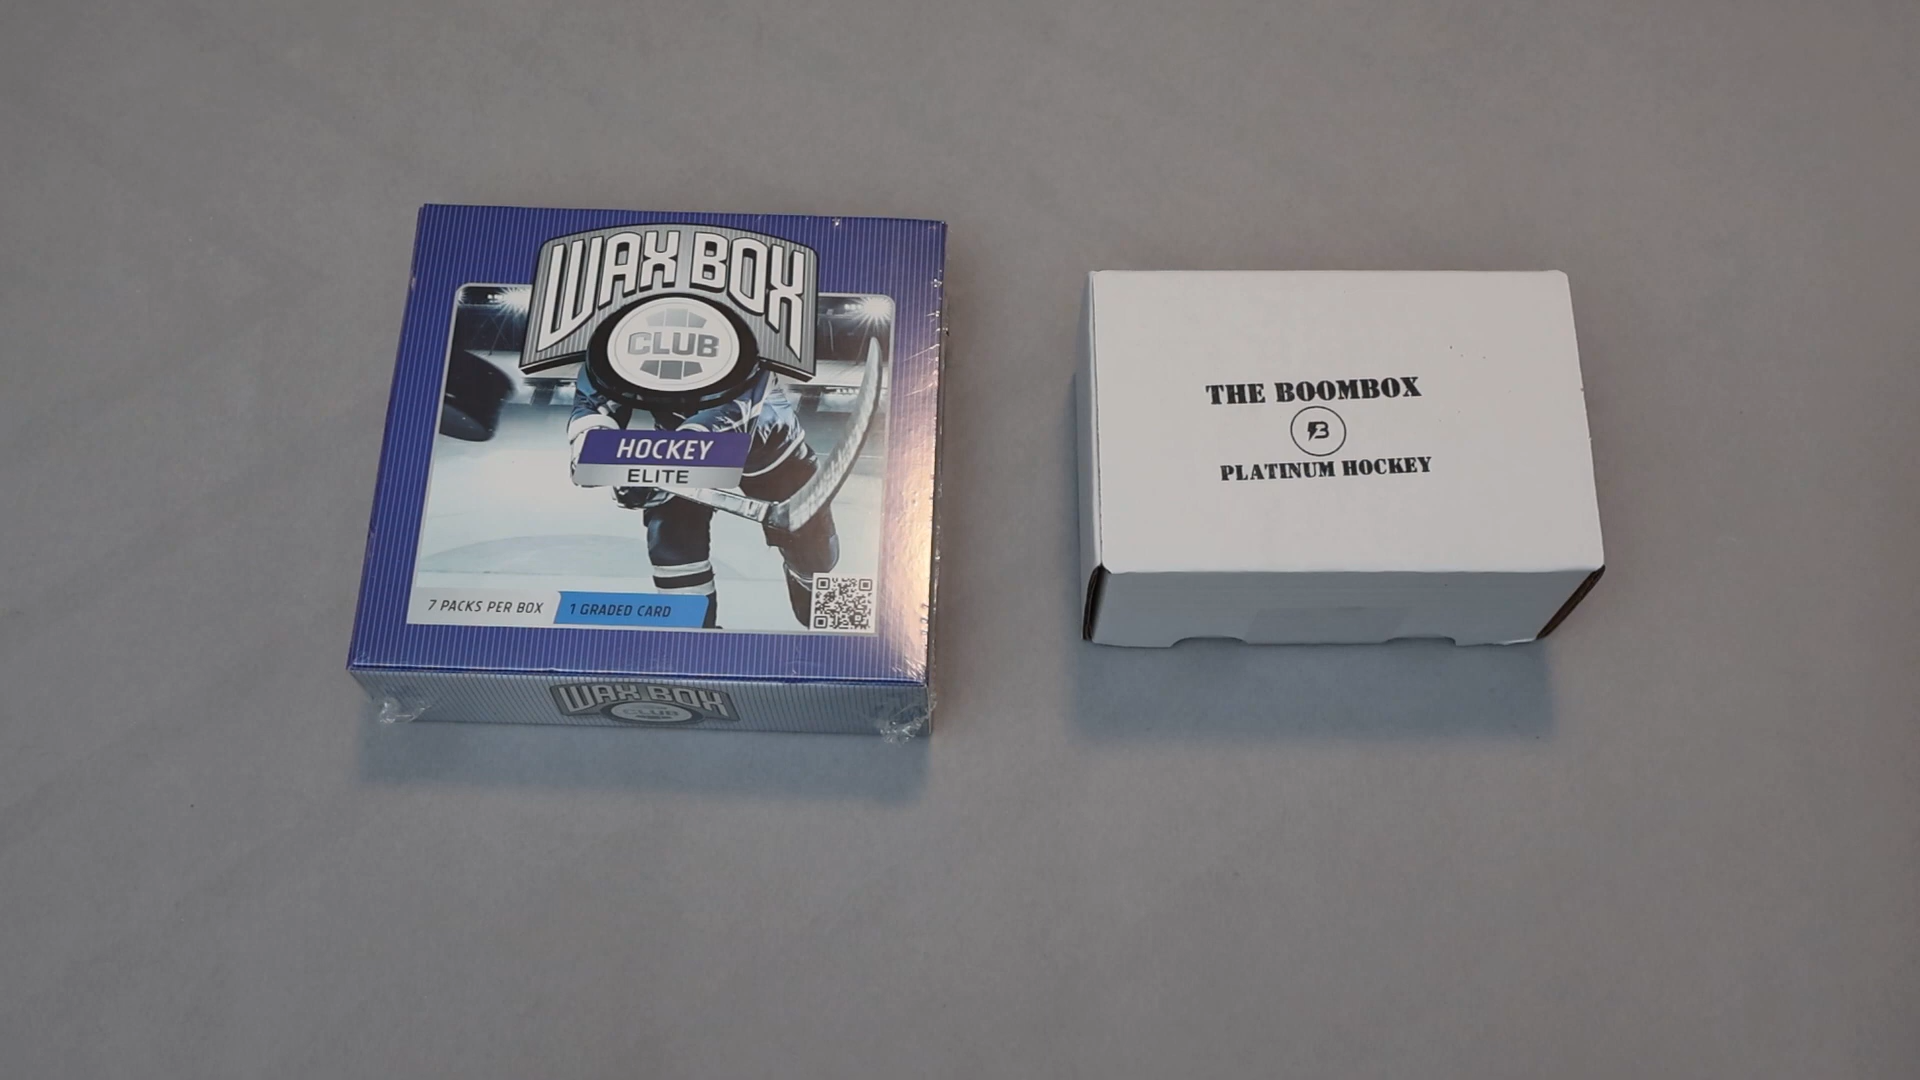 WAX BOX
CLUB
HOCKEY
ELITE
7 PACKS PER BOX
1 GRADED CARD
WAX BOX
CLUB
THE BOOMBOX
B
PLATINUM HOCKEY